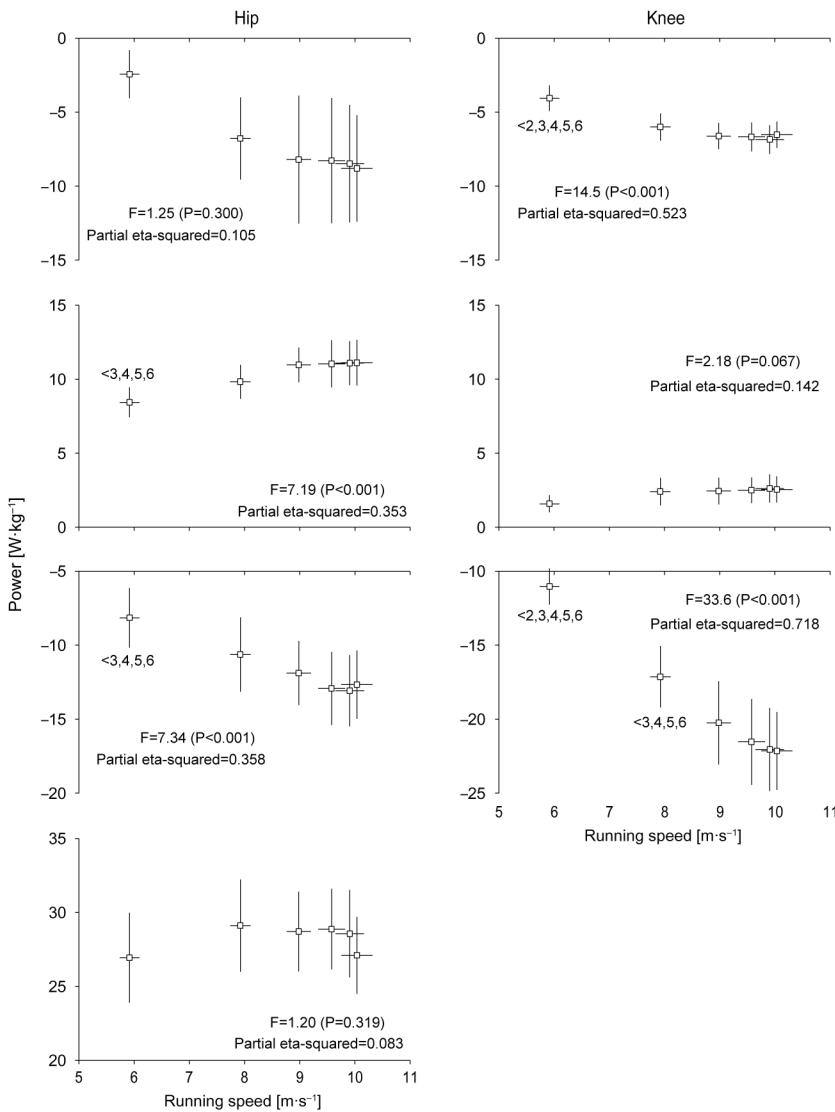 Hip
Knee
Power [W·kg⁻¹]
0
–5
–10
–15
F=1.25 (P=0.300)
Partial eta-squared=0.105
0
–5
–10
–15
<2,3,4,5,6
F=14.5 (P<0.001)
Partial eta-squared=0.523
15
10
5
0
<3,4,5,6
F=7.19 (P<0.001)
Partial eta-squared=0.353
15
10
5
0
F=2.18 (P=0.067)
Partial eta-squared=0.142
–5
–10
–15
–20
<3,4,5,6
F=7.34 (P<0.001)
Partial eta-squared=0.358
–10
–15
–20
–25
<2,3,4,5,6
F=33.6 (P<0.001)
Partial eta-squared=0.718
<3,4,5,6
5 6 7 8 9 10 11
Running speed [m·s⁻¹]
35
30
25
20
F=1.20 (P=0.319)
Partial eta-squared=0.083
5 6 7 8 9 10 11
Running speed [m·s⁻¹]